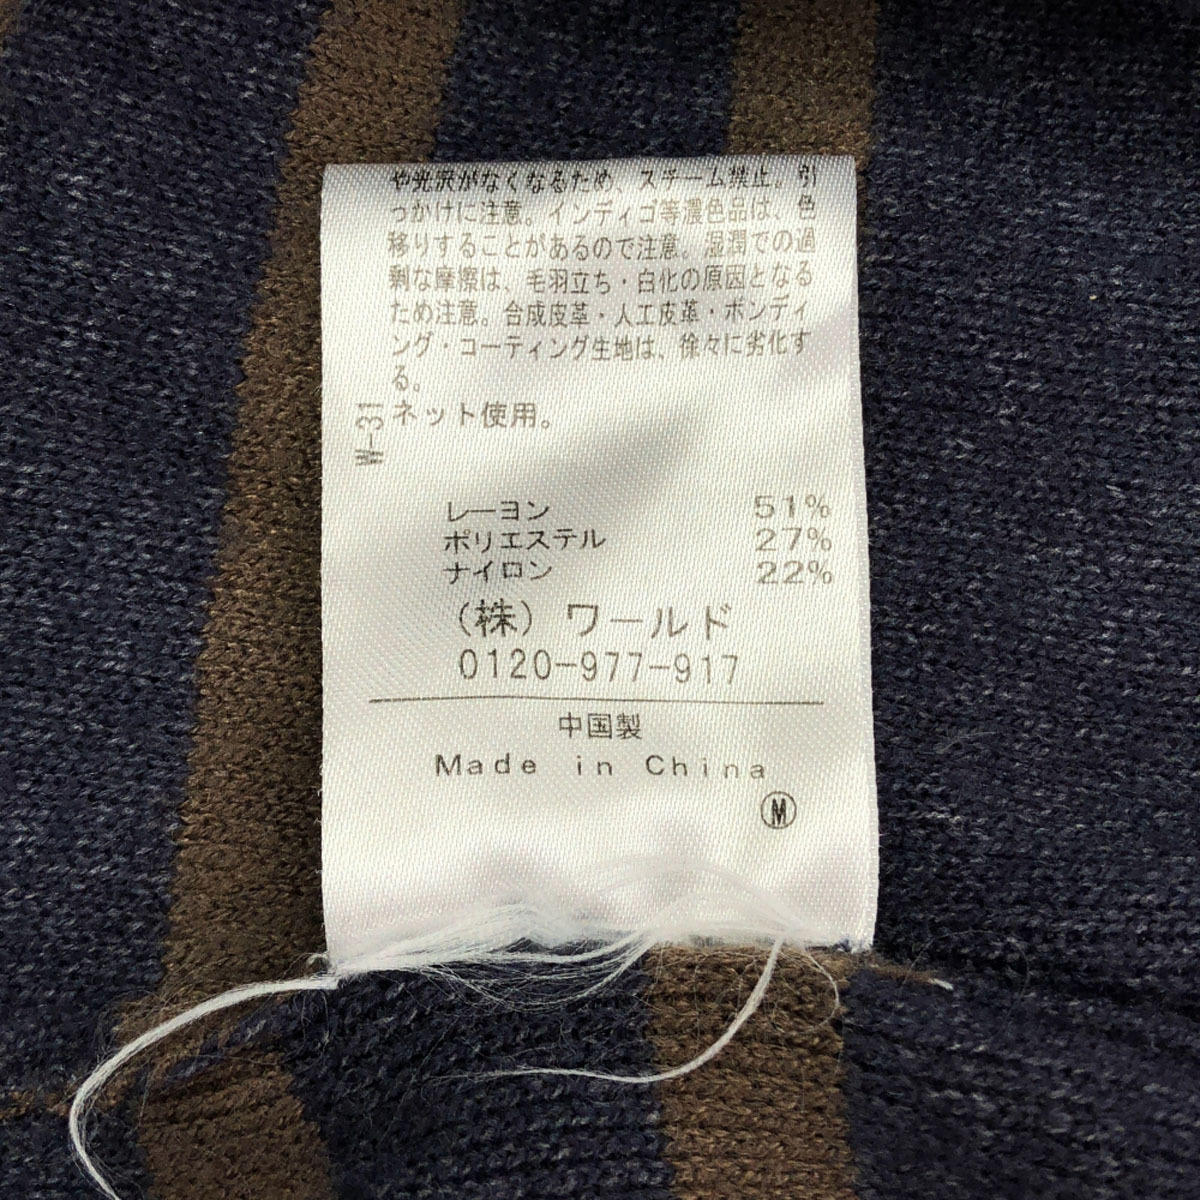 や光沢がなくなるため、スチーム禁止。引
っかけに注意。インディゴ等濃色品は、色
移りすることがあるので注意。湿潤での過
剰な摩擦は、毛羽立ち・白化の原因となる
ため注意。合成皮革・人工皮革・ボンディ
ング・コーティング生地は、徐々に劣化す
る。
ネット使用。
W-31
レーヨン 51%
ポリエステル 27%
ナイロン 22%
(株) ワールド
0120-977-917
中国製
Made in China
Ⓜ